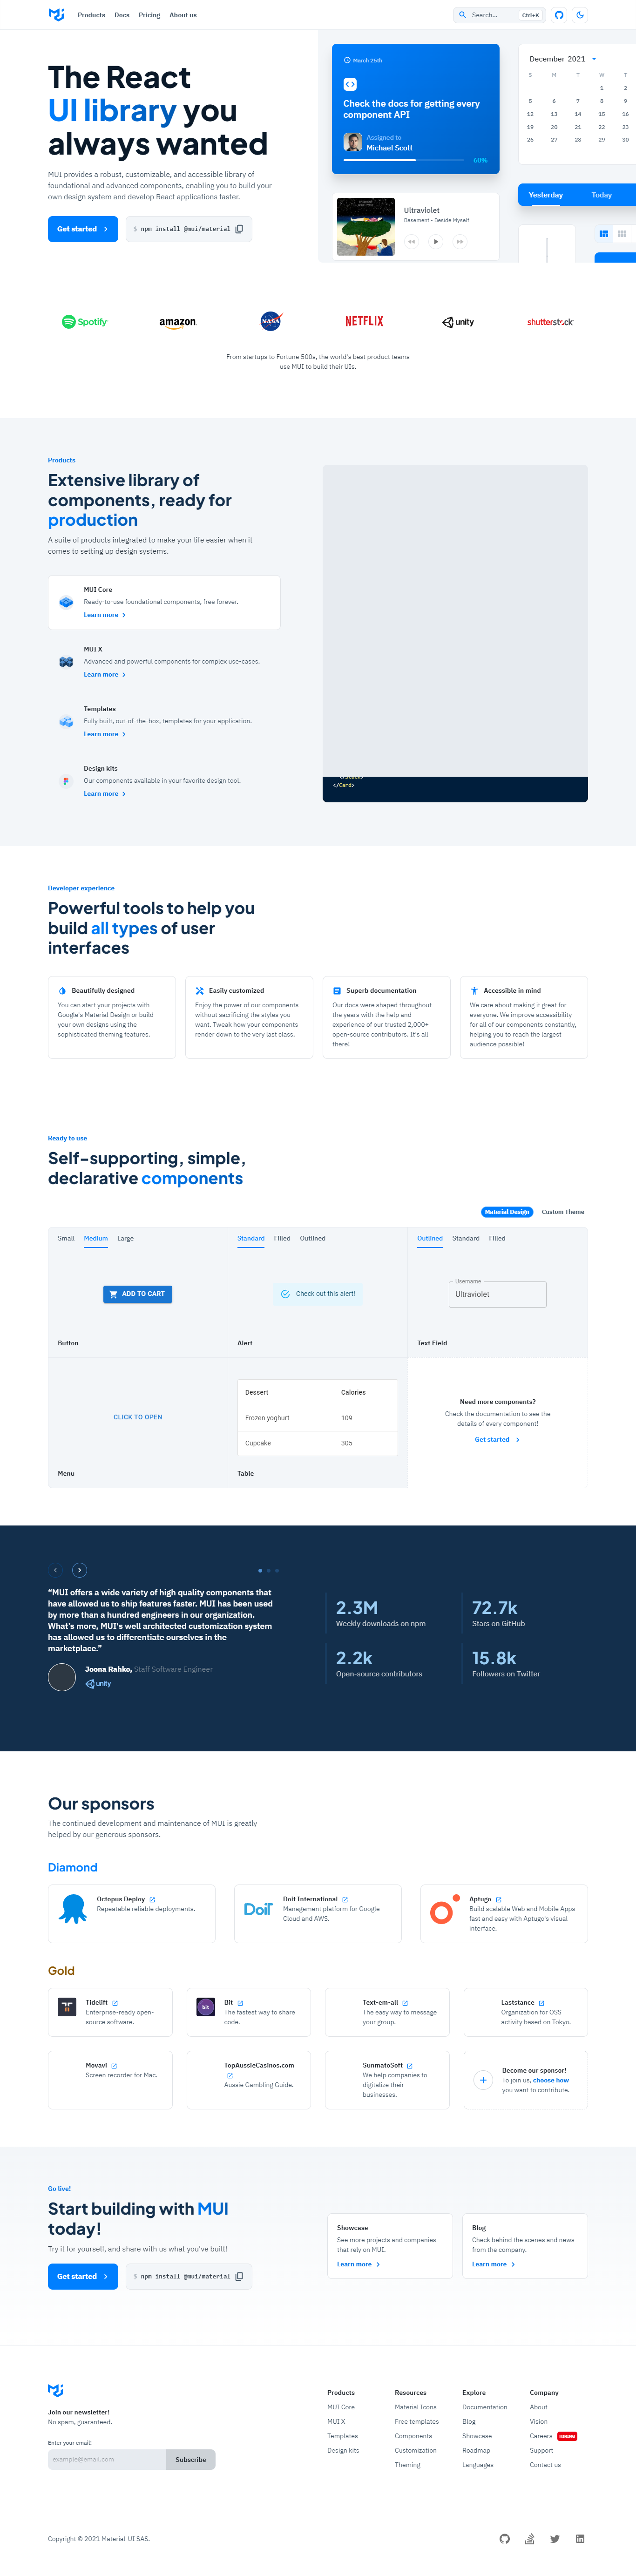 Products Docs Pricing About us
Search... Ctrl+K
The React
UI library you
always wanted
MUI provides a robust, customizable, and accessible library of
foundational and advanced components, enabling you to build your
own design system and develop React applications faster.
Get started
$ npm install @mui/material
March 25th
Check the docs for getting every
component API
Assigned to
Michael Scott
60%
Ultraviolet
Basement • Beside Myself
December 2021
S M T W T
1 2
5 6 7 8 9
12 13 14 15 16
19 20 21 22 23
26 27 28 29 30
Yesterday Today
Spotify
amazon
NASA
NETFLIX
unity
shutterstock
From startups to Fortune 500s, the world's best product teams
use MUI to build their UIs.
Products
Extensive library of
components, ready for
production
A suite of products integrated to make your life easier when it
comes to setting up design systems.
MUI Core
Ready-to-use foundational components, free forever.
Learn more
MUI X
Advanced and powerful components for complex use-cases.
Learn more
Templates
Fully built, out-of-the-box, templates for your application.
Learn more
Design kits
Our components available in your favorite design tool.
Learn more
</Card>
Developer experience
Powerful tools to help you
build all types of user
interfaces
Beautifully designed
You can start your projects with
Google's Material Design or build
your own designs using the
sophisticated theming features.
Easily customized
Enjoy the power of our components
without sacrificing the styles you
want. Tweak how your components
render down to the very last class.
Superb documentation
Our docs were shaped throughout
the years with the help and
experience of our trusted 2,000+
open-source contributors. It's all
there!
Accessible in mind
We care about making it great for
everyone. We improve accessibility
for all of our components constantly,
helping you to reach the largest
audience possible!
Ready to use
Self-supporting, simple,
declarative components
Material Design Custom Theme
Small Medium Large
ADD TO CART
Button
Standard Filled Outlined
Check out this alert!
Alert
Outlined Standard Filled
Username
Ultraviolet
Text Field
CLICK TO OPEN
Menu
Dessert Calories
Frozen yoghurt 109
Cupcake 305
Table
Need more components?
Check the documentation to see the
details of every component!
Get started
“MUI offers a wide variety of high quality components that
have allowed us to ship features faster. MUI has been used
by more than a hundred engineers in our organization.
What’s more, MUI's well architected customization system
has allowed us to differentiate ourselves in the
marketplace.”
Joona Rahko, Staff Software Engineer
unity
2.3M
Weekly downloads on npm
72.7k
Stars on GitHub
2.2k
Open-source contributors
15.8k
Followers on Twitter
Our sponsors
The continued development and maintenance of MUI is greatly
helped by our generous sponsors.
Diamond
Octopus Deploy
Repeatable reliable deployments.
DoiT
Doit International
Management platform for Google
Cloud and AWS.
Aptugo
Build scalable Web and Mobile Apps
fast and easy with Aptugo's visual
interface.
Gold
Tidelift
Enterprise-ready open-
source software.
bit
Bit
The fastest way to share
code.
Text-em-all
The easy way to message
your group.
Laststance
Organization for OSS
activity based on Tokyo.
Movavi
Screen recorder for Mac.
TopAussieCasinos.com
Aussie Gambling Guide.
SunmatoSoft
We help companies to
digitalize their
businesses.
Become our sponsor!
To join us, choose how
you want to contribute.
Go live!
Start building with MUI
today!
Try it for yourself, and share with us what you've built!
Get started
$ npm install @mui/material
Showcase
See more projects and companies
that rely on MUI.
Learn more
Blog
Check behind the scenes and news
from the company.
Learn more
Join our newsletter!
No spam, guaranteed.
Enter your email:
example@email.com
Subscribe
Products
MUI Core
MUI X
Templates
Design kits
Resources
Material Icons
Free templates
Components
Customization
Theming
Explore
Documentation
Blog
Showcase
Roadmap
Languages
Company
About
Vision
Careers HIRING
Support
Contact us
Copyright © 2021 Material-UI SAS.